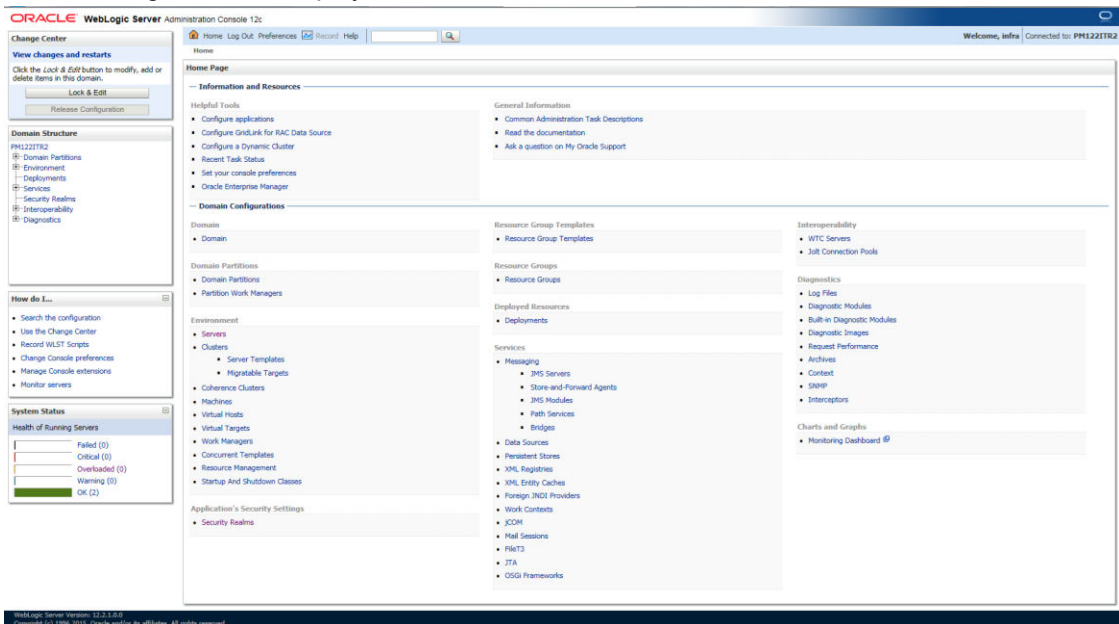 ORACLE WebLogic Server Administration Console 12c
Change Center
View changes and restarts
Click the Lock & Edit button to modify, add or
delete items in this domain.
Lock & Edit
Release Configuration
Domain Structure
PM122ITR2
Domain Partitions
Environment
Deployments
Services
Security Realms
Interoperability
Diagnostics
How do I...
Search the configuration
Use the Change Center
Record WLST Scripts
Change Console preferences
Manage Console extensions
Monitor servers
System Status
Health of Running Servers
Failed (0)
Critical (0)
Overloaded (0)
Warning (0)
OK (2)
Home Log Out Preferences Record Help
Welcome, infra Connected to: PM122ITR2
Home
Home Page
Information and Resources
Helpful Tools
Configure applications
Configure GridLink for RAC Data Source
Configure a Dynamic Cluster
Recent Task Status
Set your console preferences
Oracle Enterprise Manager
General Information
Common Administration Task Descriptions
Read the documentation
Ask a question on My Oracle Support
Domain Configurations
Domain
Domain
Domain Partitions
Domain Partitions
Partition Work Managers
Environment
Servers
Clusters
Server Templates
Migratable Targets
Coherence Clusters
Machines
Virtual Hosts
Virtual Targets
Work Managers
Concurrent Templates
Resource Management
Startup And Shutdown Classes
Application's Security Settings
Security Realms
Resource Group Templates
Resource Group Templates
Resource Groups
Resource Groups
Deployed Resources
Deployments
Services
Messaging
JMS Servers
Store-and-Forward Agents
JMS Modules
Path Services
Bridges
Data Sources
Persistent Stores
XML Registries
XML Entity Caches
Foreign JNDI Providers
Work Contexts
jCOM
Mail Sessions
FileT3
JTA
OSGi Frameworks
Interoperability
WTC Servers
Jolt Connection Pools
Diagnostics
Log Files
Diagnostic Modules
Built-in Diagnostic Modules
Diagnostic Images
Request Performance
Archives
Context
SNMP
Interceptors
Charts and Graphs
Monitoring Dashboard
WebLogic Server Version: 12.2.1.0.0
Copyright (c) 1996,2015, Oracle and/or its affiliates. All rights reserved.